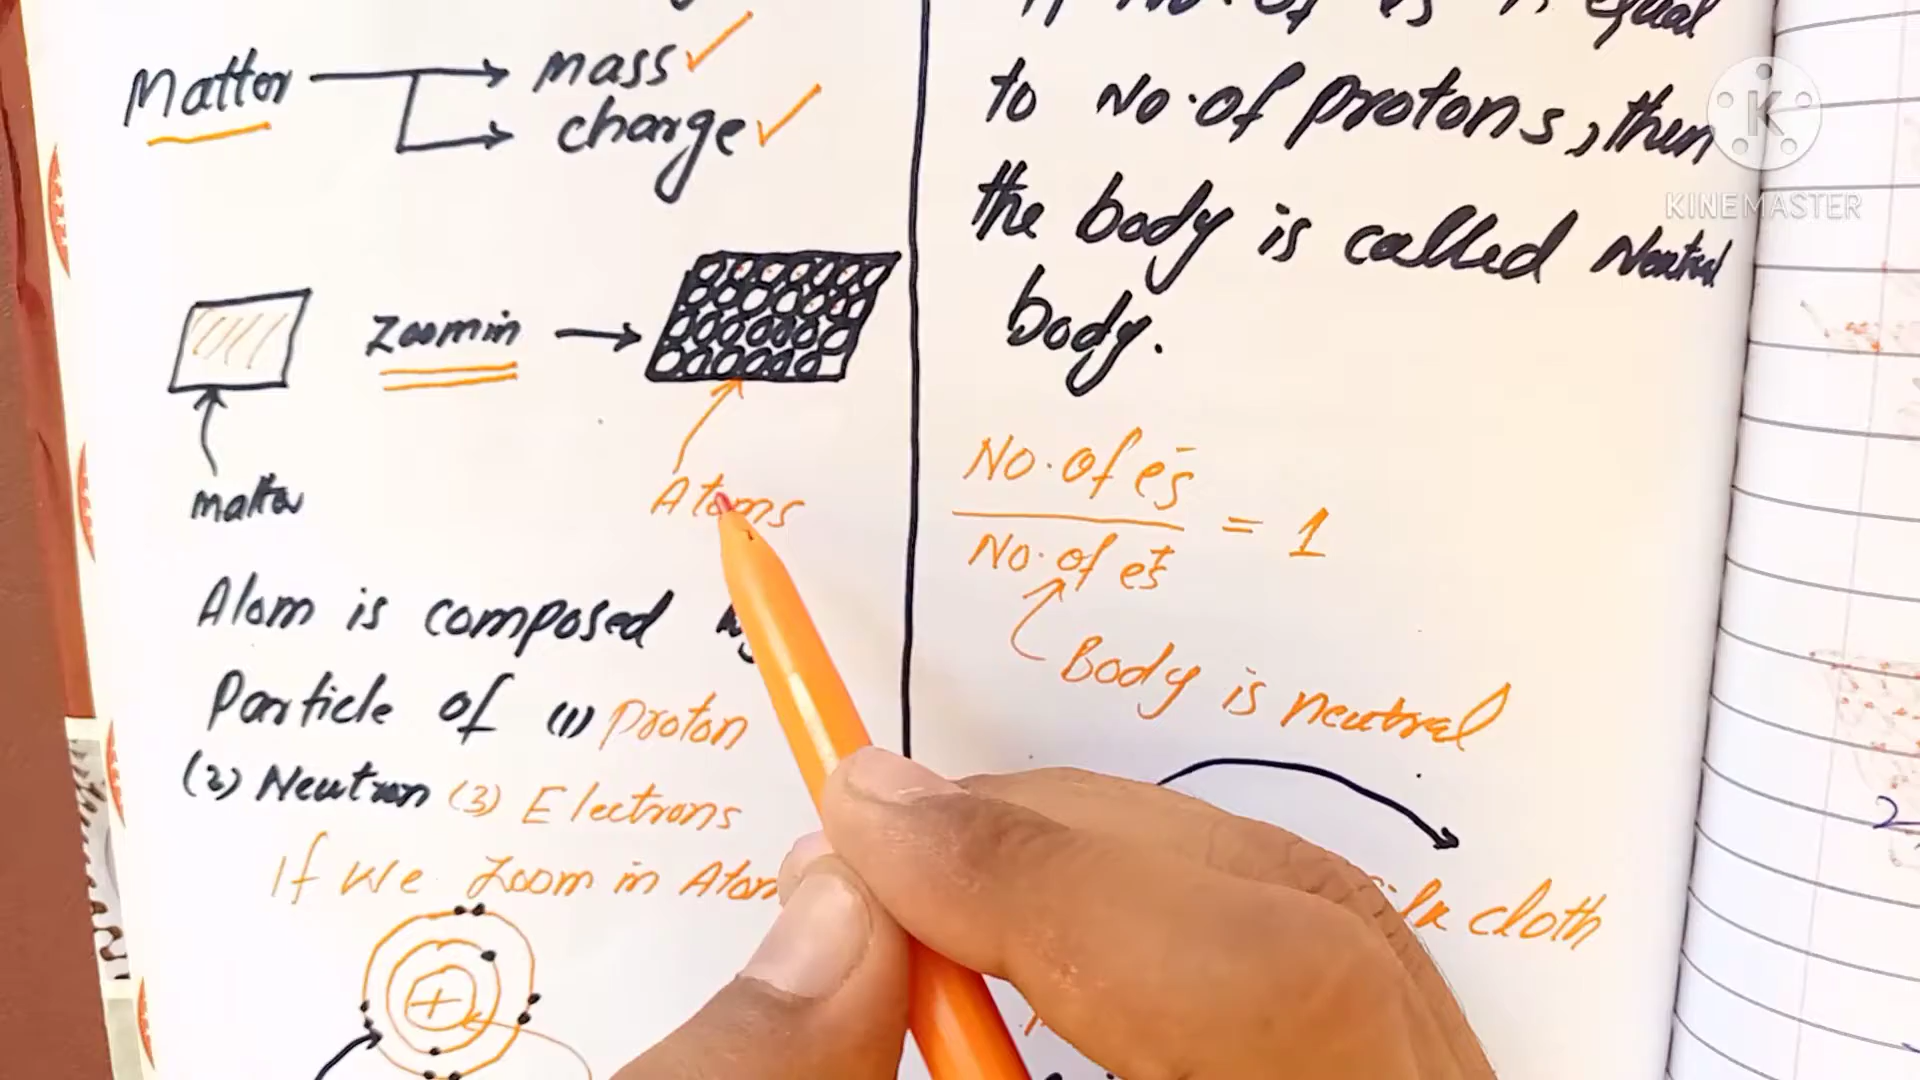 Matter
mass
charge
Zoomin
matter
Atoms
Atom is composed
Particle of (1) Proton
(2) Neutron (3) Electrons
If we Zoom in Atom
+
equal
to No. of protons, then
the body is called Neutral
body.
No. of e⁻s
No. of e⁺s
= 1
Body is neutral
cloth
KINEMASTER
K
2